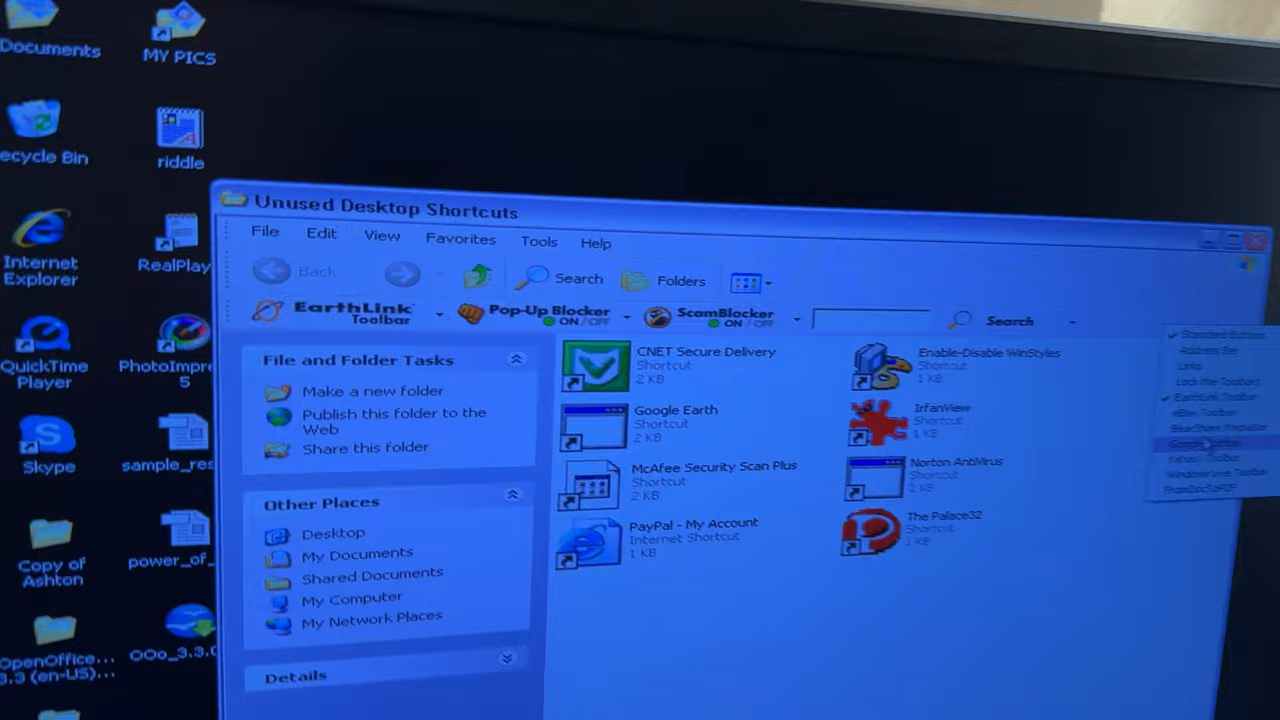 Documents
MY PICS
ecycle Bin
riddle
Internet
Explorer
RealPlay
QuickTime
Player
PhotoImpre
5
Skype
sample_res
Copy of
Ashton
power_of_
OpenOffice...
3.3 (en-US)...
OOo_3.3.0
Unused Desktop Shortcuts
File Edit View Favorites Tools Help
Back Search Folders
EarthLink
Toolbar
Pop-Up Blocker
ON/OFF
ScamBlocker
ON/OFF
Search
File and Folder Tasks
Make a new folder
Publish this folder to the
Web
Share this folder
Other Places
Desktop
My Documents
Shared Documents
My Computer
My Network Places
Details
CNET Secure Delivery
Shortcut
2 KB
Enable-Disable WinStyles
Shortcut
1 KB
Google Earth
Shortcut
2 KB
IrfanView
Shortcut
1 KB
McAfee Security Scan Plus
Shortcut
2 KB
Norton AntiVirus
Shortcut
2 KB
PayPal - My Account
Internet Shortcut
1 KB
The Palace32
Shortcut
1 KB
Standard Buttons
Address Bar
Links
Lock the Toolbars
EarthLink Toolbar
eBay Toolbar
BearShare MediaBar
Google Toolbar
Yahoo! Toolbar
Windows Live Toolbar